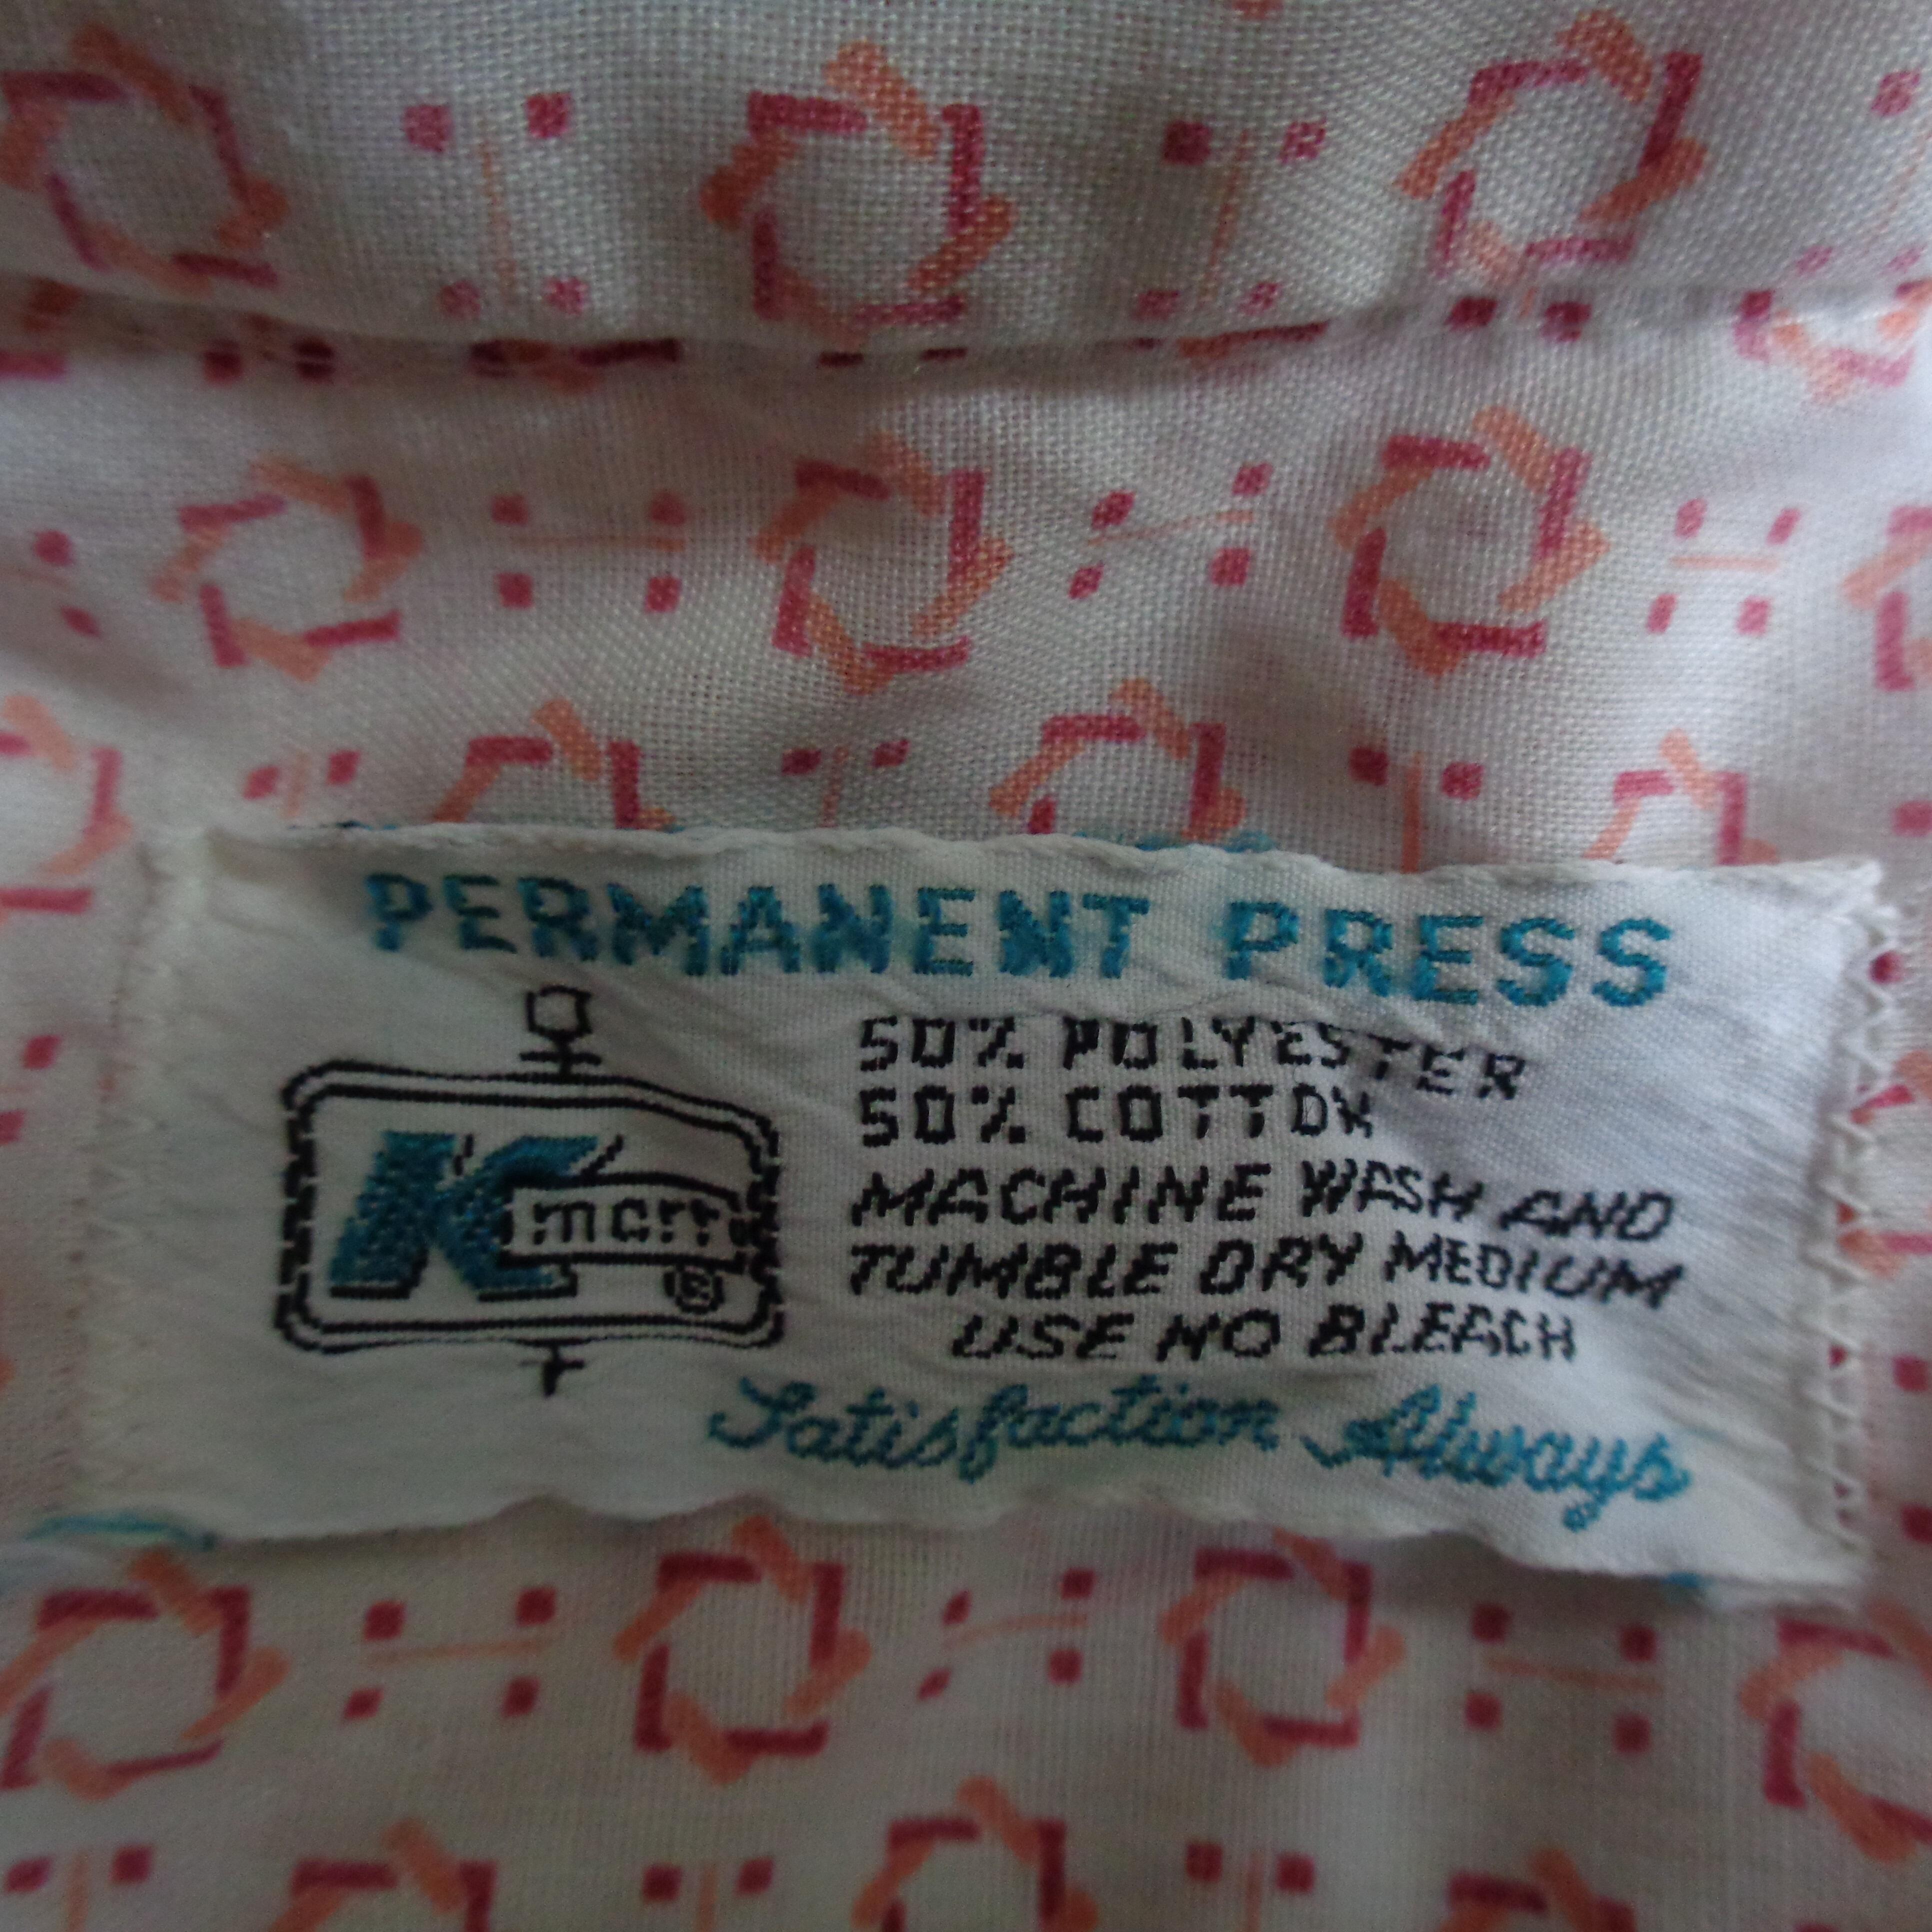 PERMANENT PRESS
50% POLYESTER
50% COTTON
Kmart ®
MACHINE WASH AND
TUMBLE DRY MEDIUM
USE NO BLEACH
Satisfaction Always